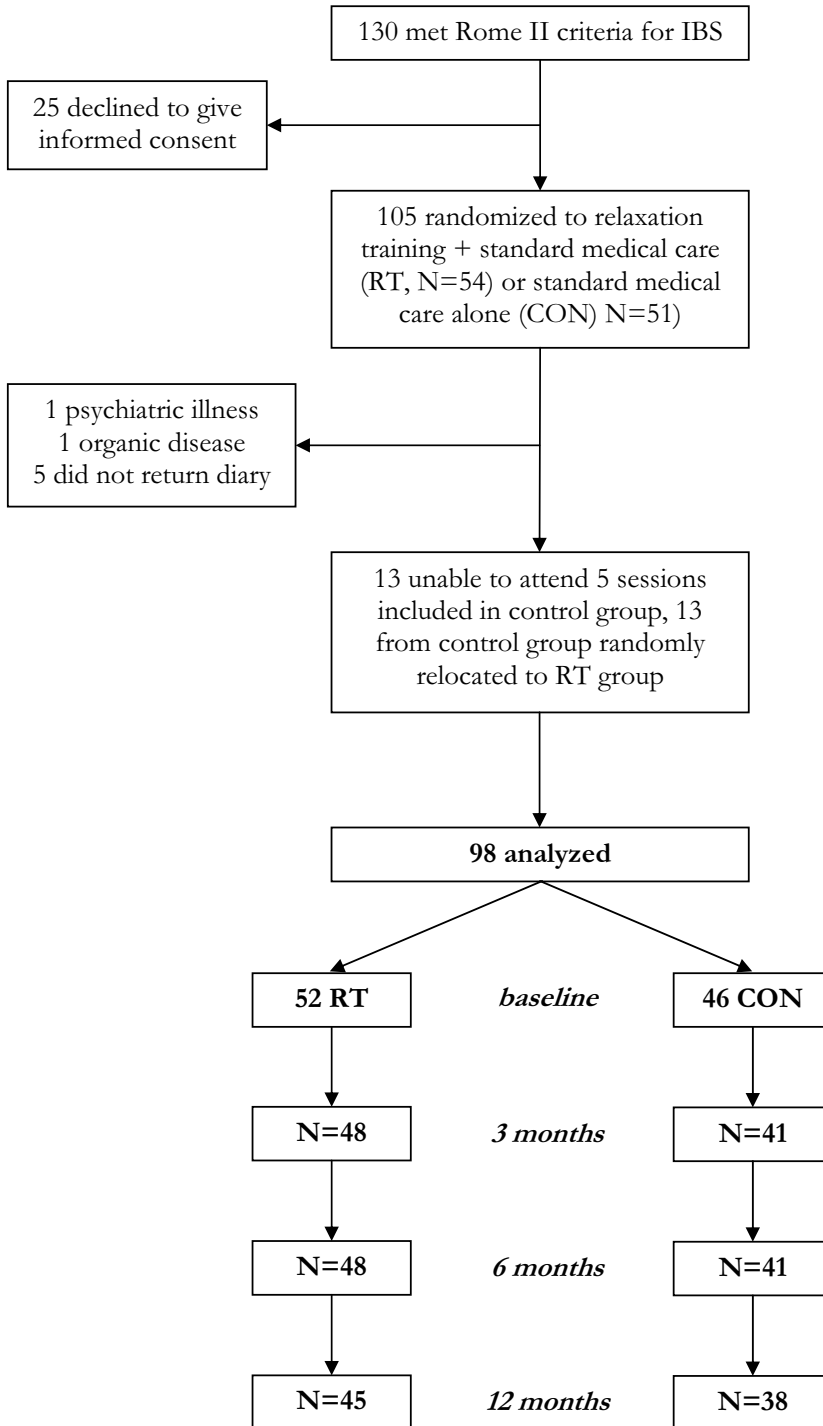 130 met Rome II criteria for IBS
25 declined to give
informed consent
105 randomized to relaxation
training + standard medical care
(RT, N=54) or standard medical
care alone (CON) N=51)
1 psychiatric illness
1 organic disease
5 did not return diary
13 unable to attend 5 sessions
included in control group, 13
from control group randomly
relocated to RT group
98 analyzed
52 RT
baseline
46 CON
N=48
3 months
N=41
N=48
6 months
N=41
N=45
12 months
N=38